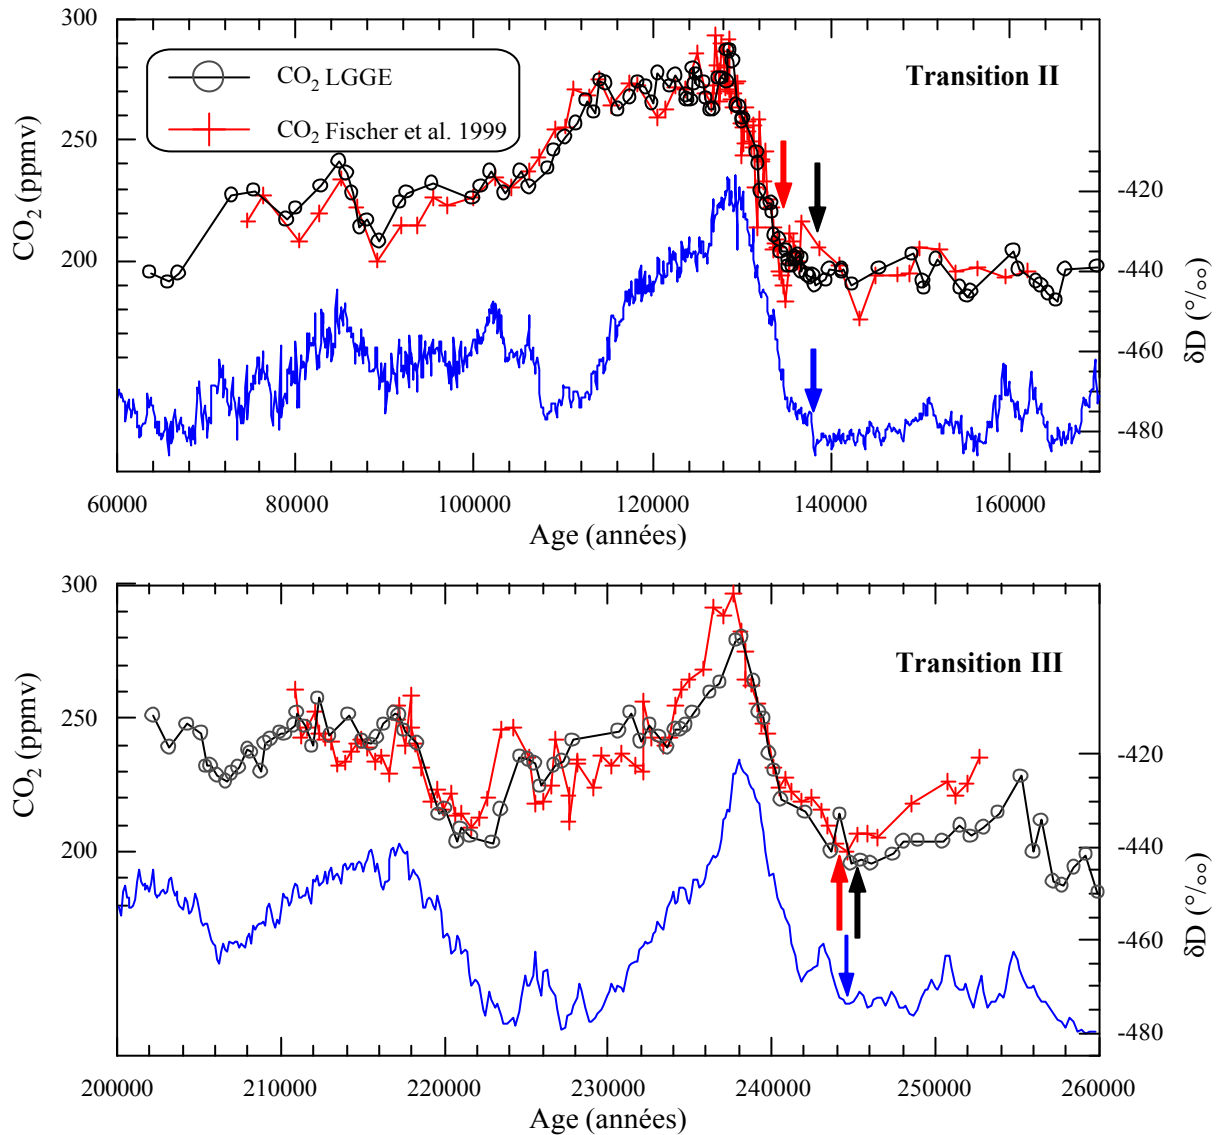 300
250
200
CO2 (ppmv)
CO2 LGGE
CO2 Fischer et al. 1999
Transition II
-420
-440
-460
-480
δD (°/oo)
60000 80000 100000 120000 140000 160000
Age (années)
300
250
200
CO2 (ppmv)
Transition III
-420
-440
-460
-480
δD (°/oo)
200000 210000 220000 230000 240000 250000 260000
Age (années)